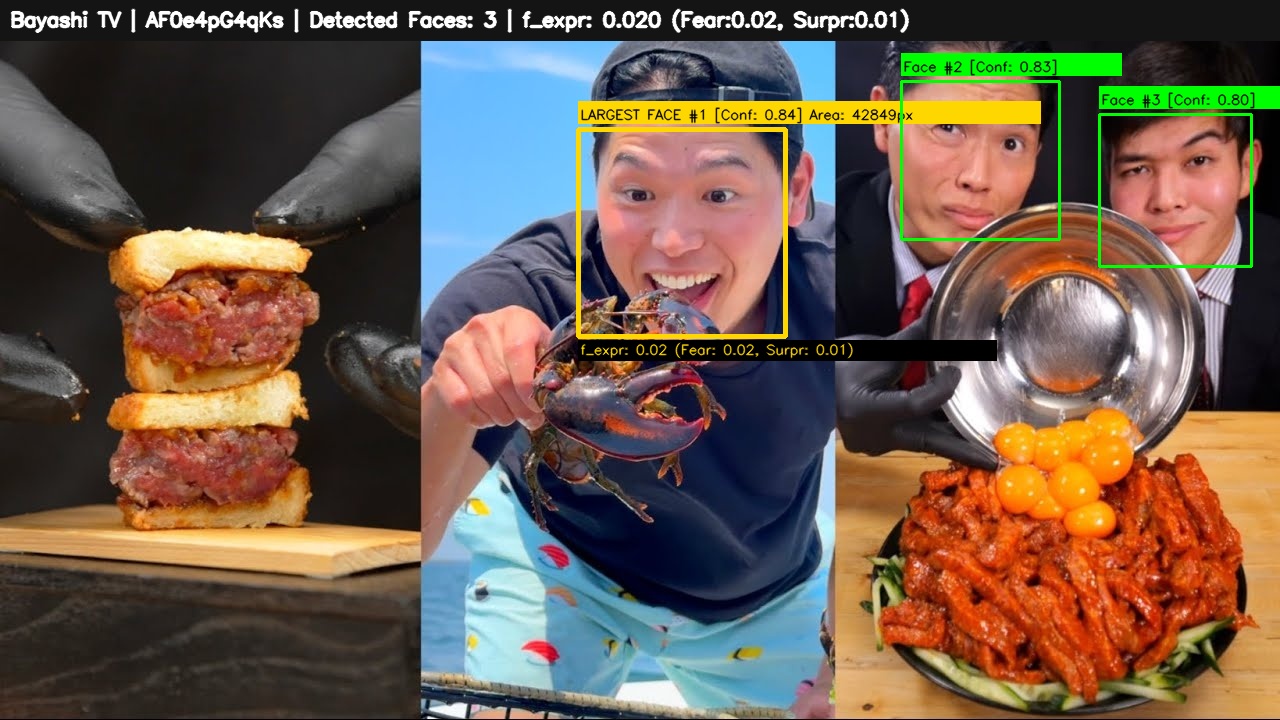 Bayashi TV | AF0e4pG4qKs | Detected Faces: 3 | f_expr: 0.020 (Fear:0.02, Surpr:0.01)
Face #2 [Conf: 0.83]
Face #3 [Conf: 0.80]
LARGEST FACE #1 [Conf: 0.84] Area: 42849px
f_expr: 0.02 (Fear: 0.02, Surpr: 0.01)